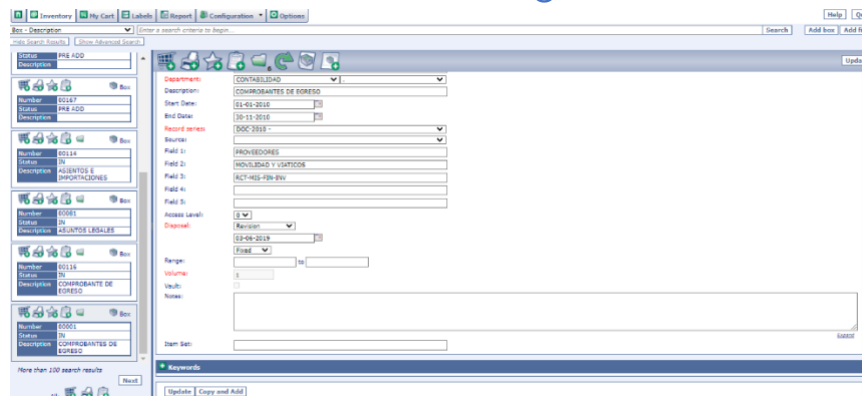 Inventory My Cart Labels Report Configuration Options Help
Box - Description Enter a search criteria to begin... Search Add box
Hide Search Results Show Advanced Search
Status PRE ADD
Description
Box
Number 00167
Status PRE ADD
Description
Box
Number 00114
Status IN
Description ASIENTOS E
IMPORTACIONES
Box
Number 00081
Status IN
Description ASUNTOS LEGALES
Box
Number 00116
Status IN
Description COMPROBANTE DE
EGRESO
Box
Number 00001
Status IN
Description COMPROBANTES DE
EGRESO
More than 100 search results
Next
Department: CONTABILIDAD .
Description: COMPROBANTES DE EGRESO
Start Date: 01-01-2010
End Date: 30-11-2010
Record series: DOC-2010 -
Source:
Field 1: PROVEEDORES
Field 2: MOVILIDAD Y VIATICOS
Field 3: RCT-MIS-FIN-INV
Field 4:
Field 5:
Access Level: 0
Disposal: Revision
03-06-2019
Fixed
Range: to
Volume:
Vault:
Notes:
Expand
Item Set:
Keywords
Update Copy and Add